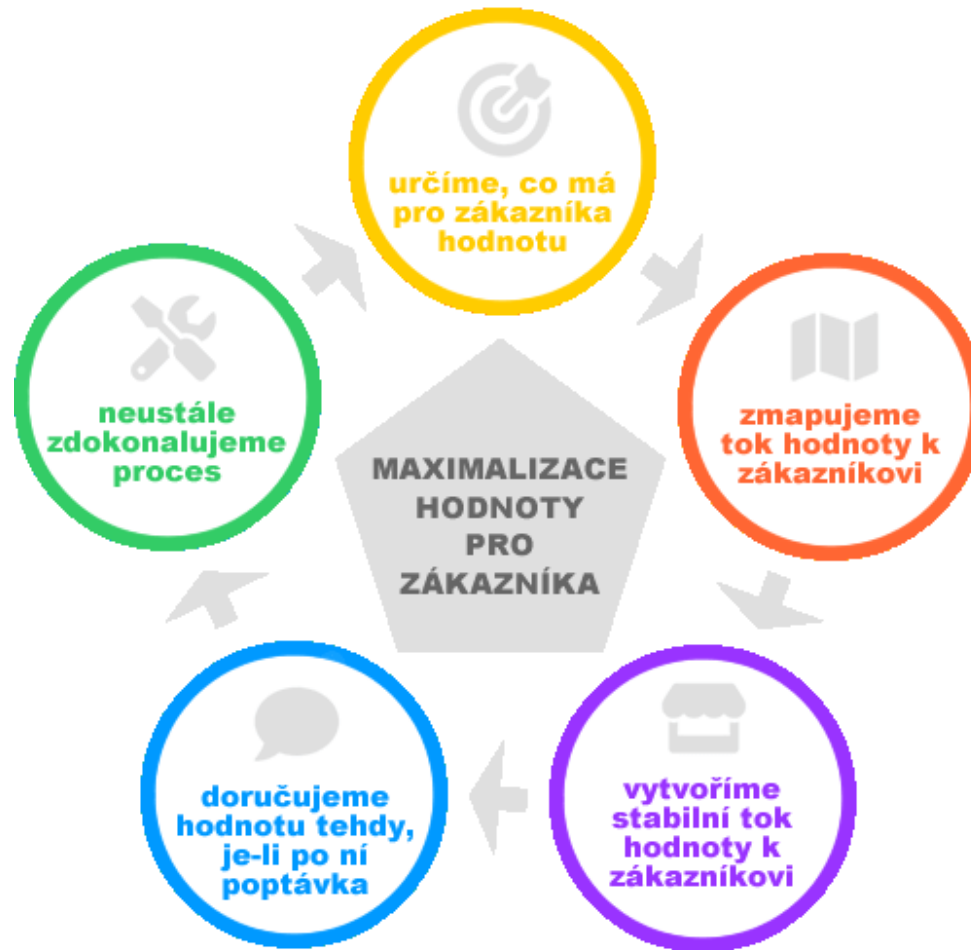 určíme, co má
pro zákazníka
hodnotu
zmapujeme
tok hodnoty k
zákazníkovi
vytvoříme
stabilní tok
hodnoty k
zákazníkovi
doručujeme
hodnotu tehdy,
je-li po ní
poptávka
neustále
zdokonalujeme
proces
MAXIMALIZACE
HODNOTY
PRO
ZÁKAZNÍKA